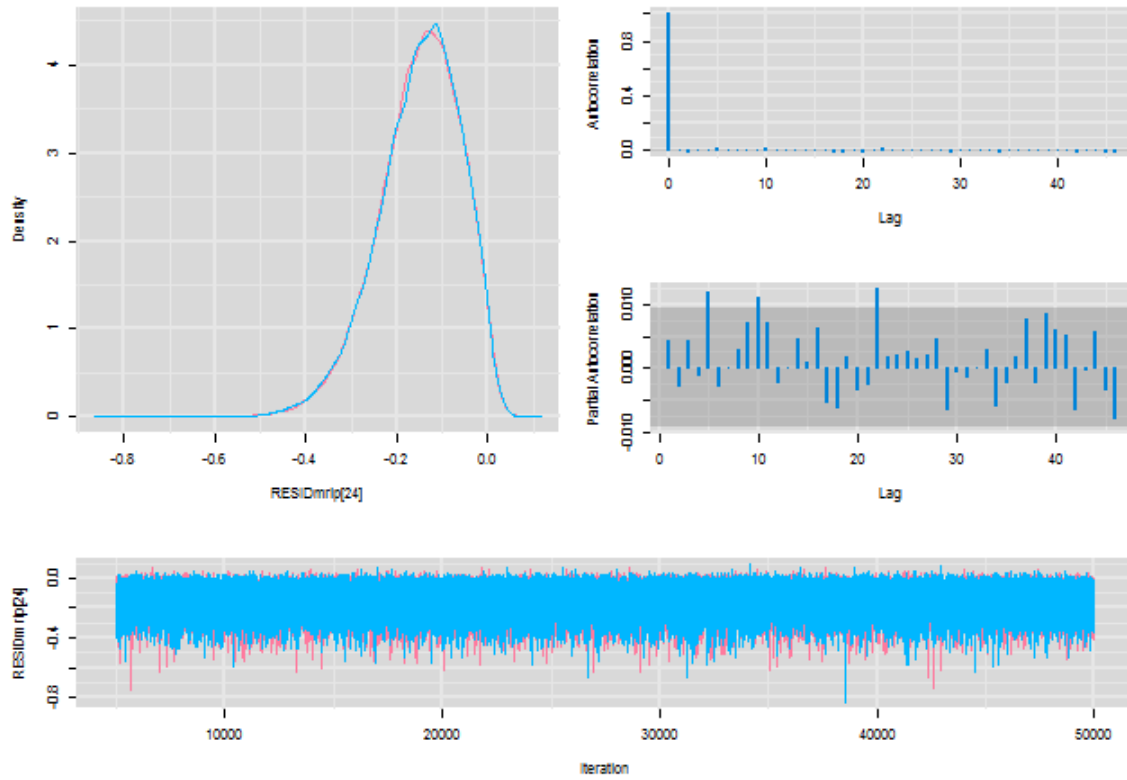 Density
4
3
2
1
0
−0.8 −0.6 −0.4 −0.2 0.0
RESIDmrip[24]
Autocorrelation
0.8
0.4
0.0
0 10 20 30 40
Lag
Partial Autocorrelation
0.010
0.000
−0.010
0 10 20 30 40
Lag
RESIDmrip[24]
0.0
−0.4
−0.8
10000 20000 30000 40000 50000
Iteration